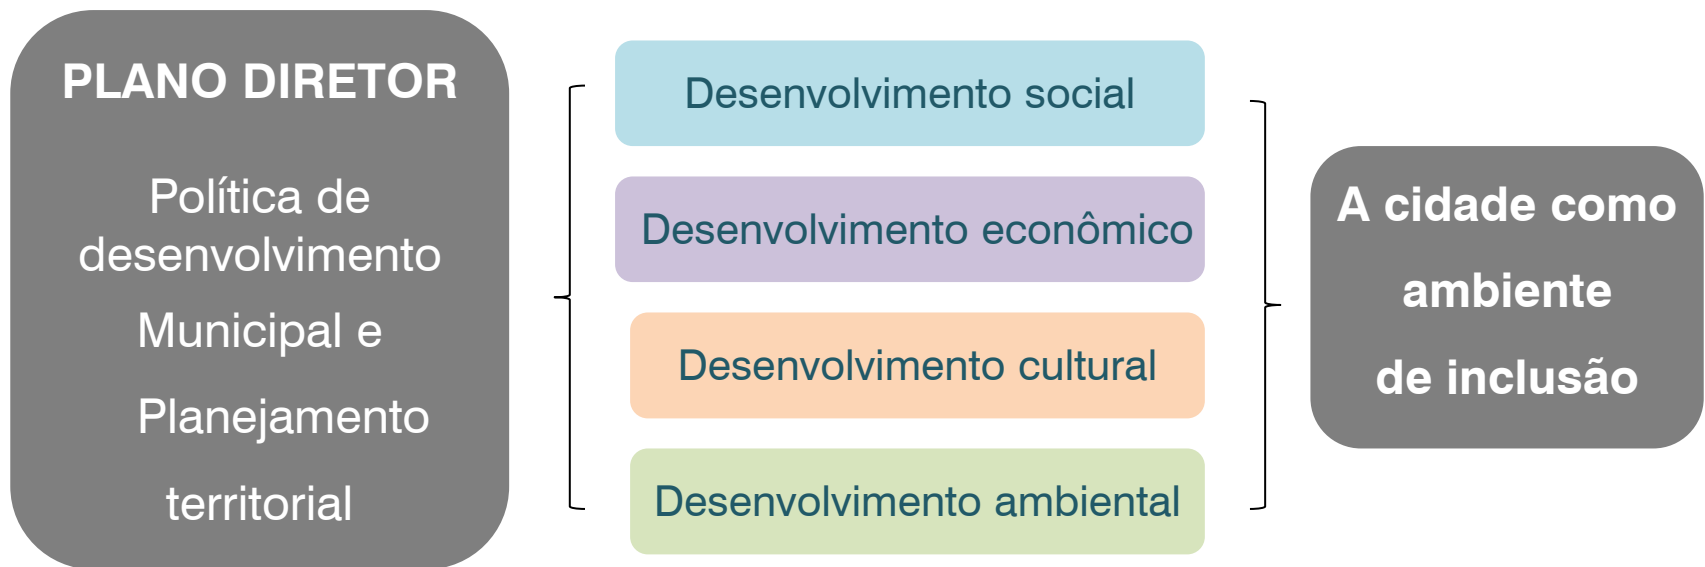 PLANO DIRETOR
Política de
desenvolvimento
Municipal e
Planejamento
territorial
Desenvolvimento social
Desenvolvimento econômico
Desenvolvimento cultural
Desenvolvimento ambiental
A cidade como
ambiente
de inclusão